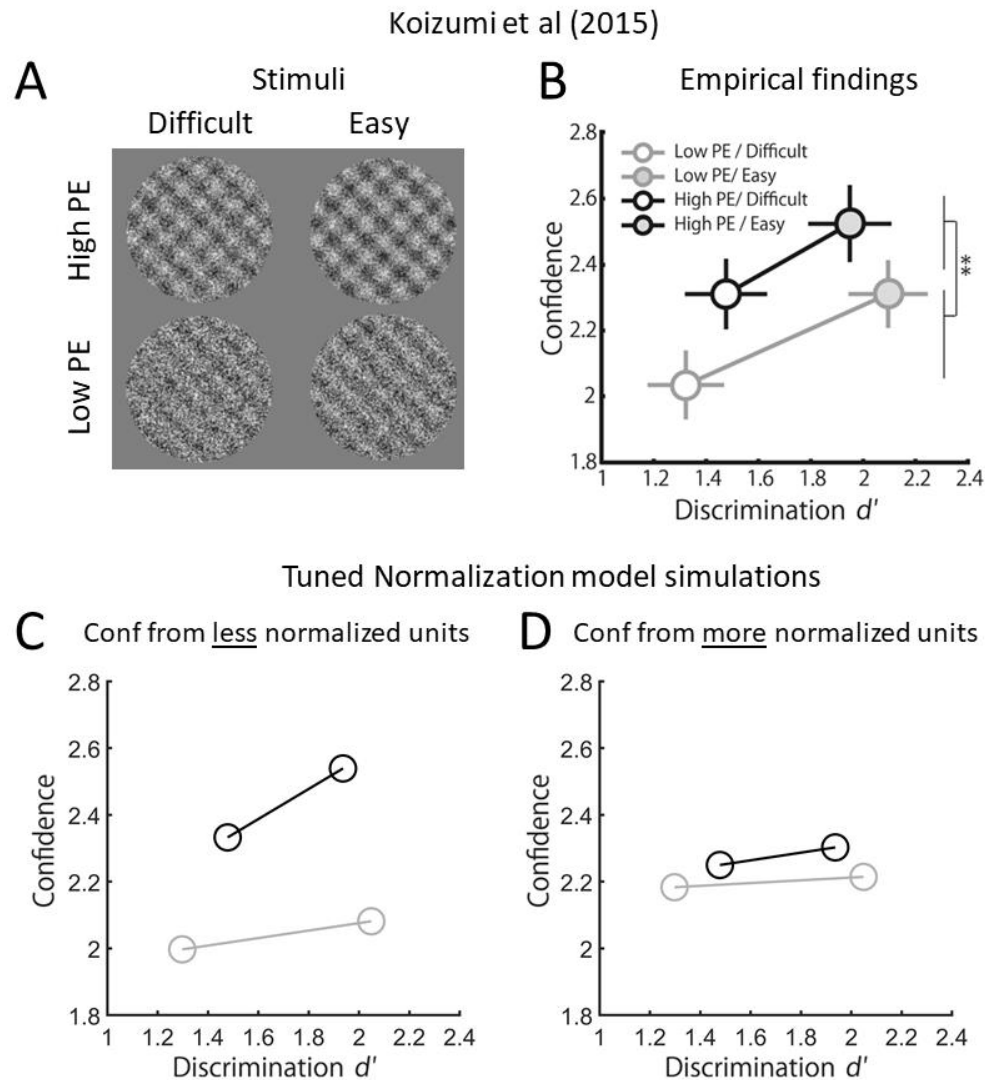 Koizumi et al (2015)
A
Stimuli
Difficult Easy
High PE
Low PE
B
Empirical findings
2.8
2.6
2.4
2.2
2
1.8
Confidence
Low PE / Difficult
Low PE/ Easy
High PE/ Difficult
High PE / Easy
**
1 1.2 1.4 1.6 1.8 2 2.2 2.4
Discrimination d'
Tuned Normalization model simulations
C
Conf from less normalized units
2.8
2.6
2.4
2.2
2
1.8
Confidence
1 1.2 1.4 1.6 1.8 2 2.2 2.4
Discrimination d'
D
Conf from more normalized units
2.8
2.6
2.4
2.2
2
1.8
Confidence
1 1.2 1.4 1.6 1.8 2 2.2 2.4
Discrimination d'